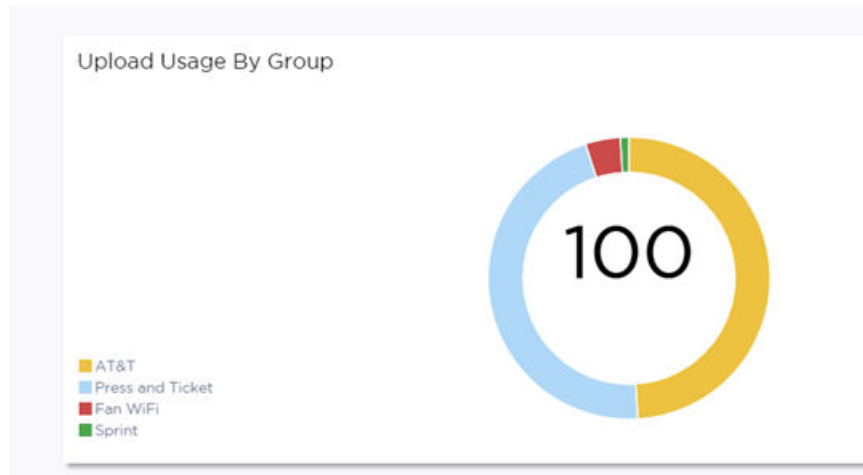 Upload Usage By Group
100
AT&T
Press and Ticket
Fan WiFi
Sprint